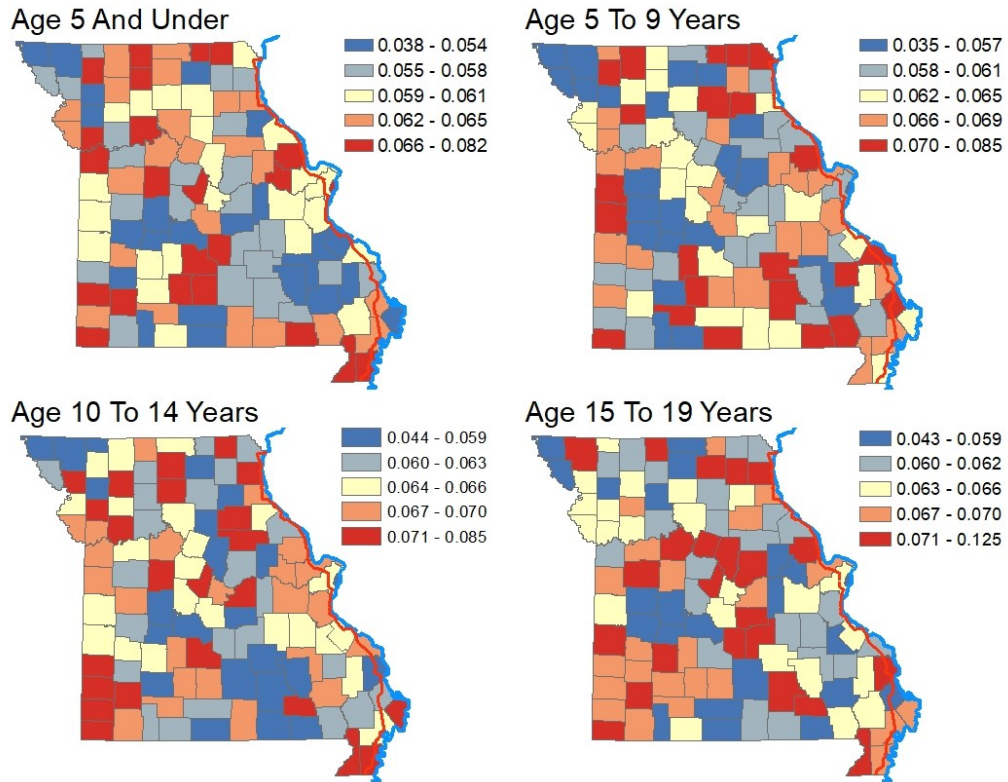 Age 5 And Under
0.038 - 0.054
0.055 - 0.058
0.059 - 0.061
0.062 - 0.065
0.066 - 0.082
Age 5 To 9 Years
0.035 - 0.057
0.058 - 0.061
0.062 - 0.065
0.066 - 0.069
0.070 - 0.085
Age 10 To 14 Years
0.044 - 0.059
0.060 - 0.063
0.064 - 0.066
0.067 - 0.070
0.071 - 0.085
Age 15 To 19 Years
0.043 - 0.059
0.060 - 0.062
0.063 - 0.066
0.067 - 0.070
0.071 - 0.125